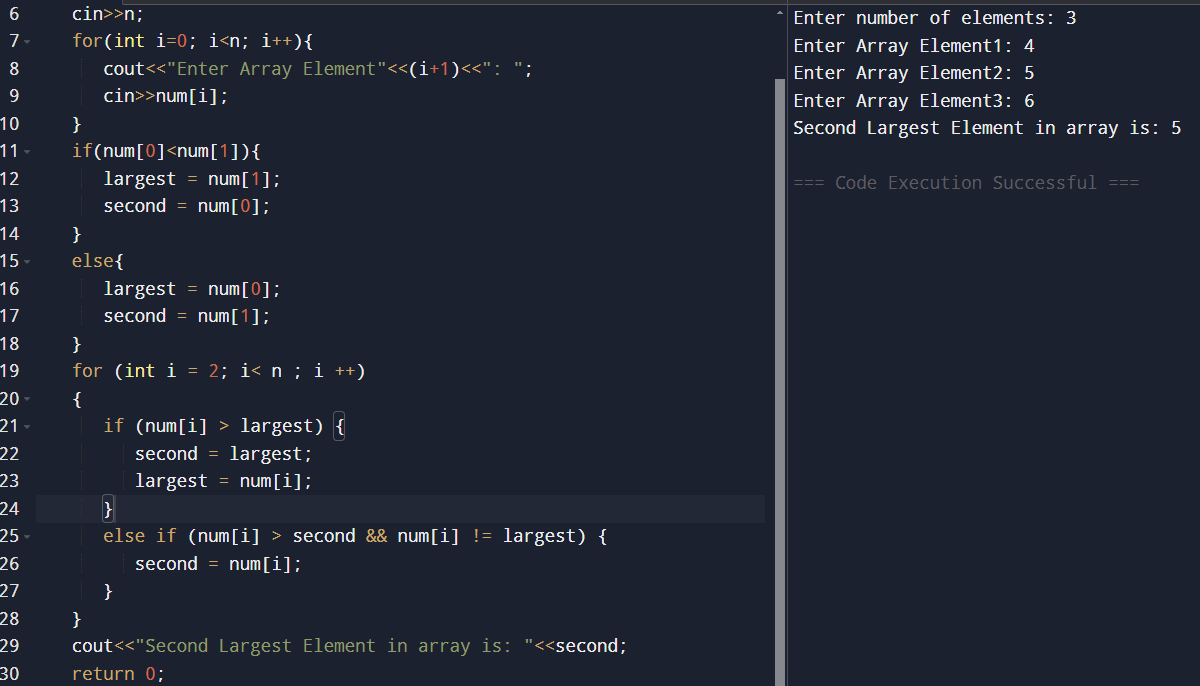 6 cin>>n;
7 for(int i=0; i<n; i++){
8 cout<<"Enter Array Element"<<(i+1)<<": ";
9 cin>>num[i];
10 }
11 if(num[0]<num[1]){
12 largest = num[1];
13 second = num[0];
14 }
15 else{
16 largest = num[0];
17 second = num[1];
18 }
19 for (int i = 2; i< n ; i ++)
20 {
21 if (num[i] > largest) {
22 second = largest;
23 largest = num[i];
24 }
25 else if (num[i] > second && num[i] != largest) {
26 second = num[i];
27 }
28 }
29 cout<<"Second Largest Element in array is: "<<second;
30 return 0;
Enter number of elements: 3
Enter Array Element1: 4
Enter Array Element2: 5
Enter Array Element3: 6
Second Largest Element in array is: 5
=== Code Execution Successful ===